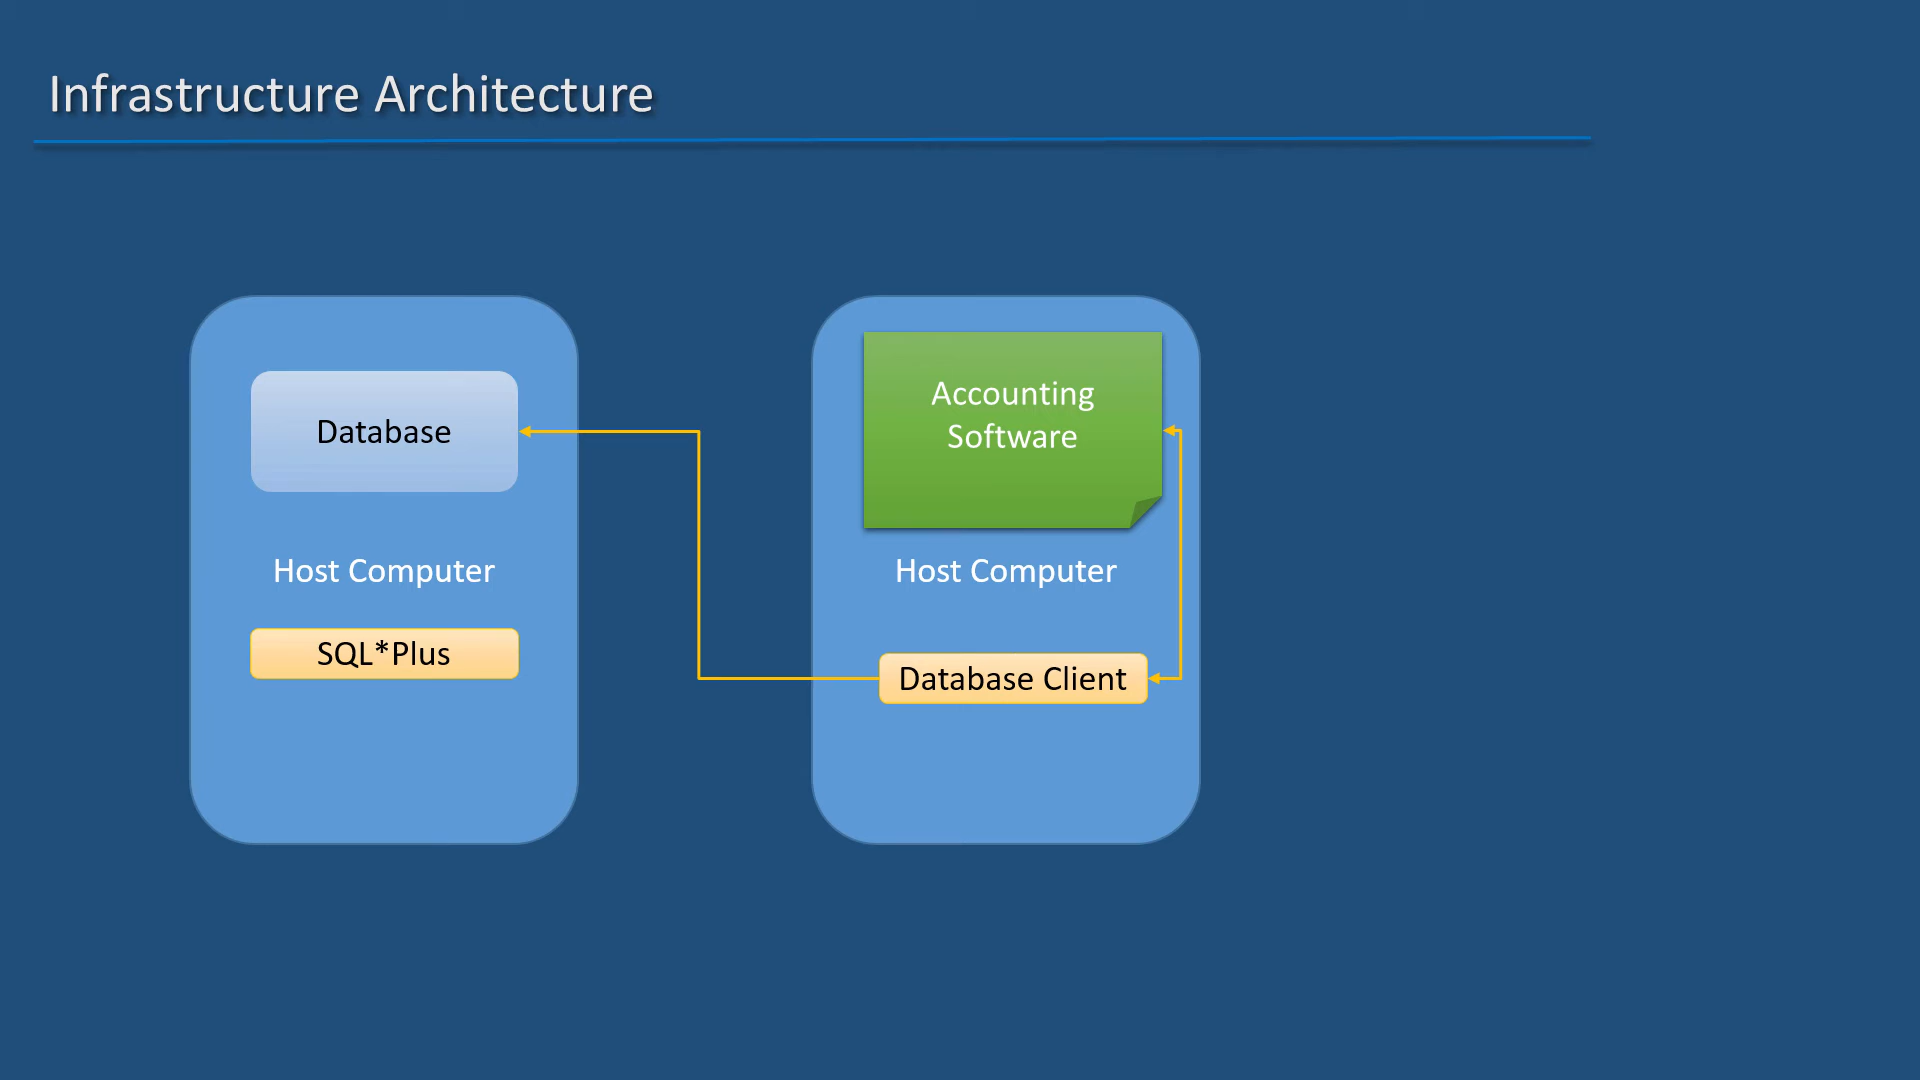 Infrastructure Architecture
Database
Host Computer
SQL*Plus
Accounting
Software
Host Computer
Database Client